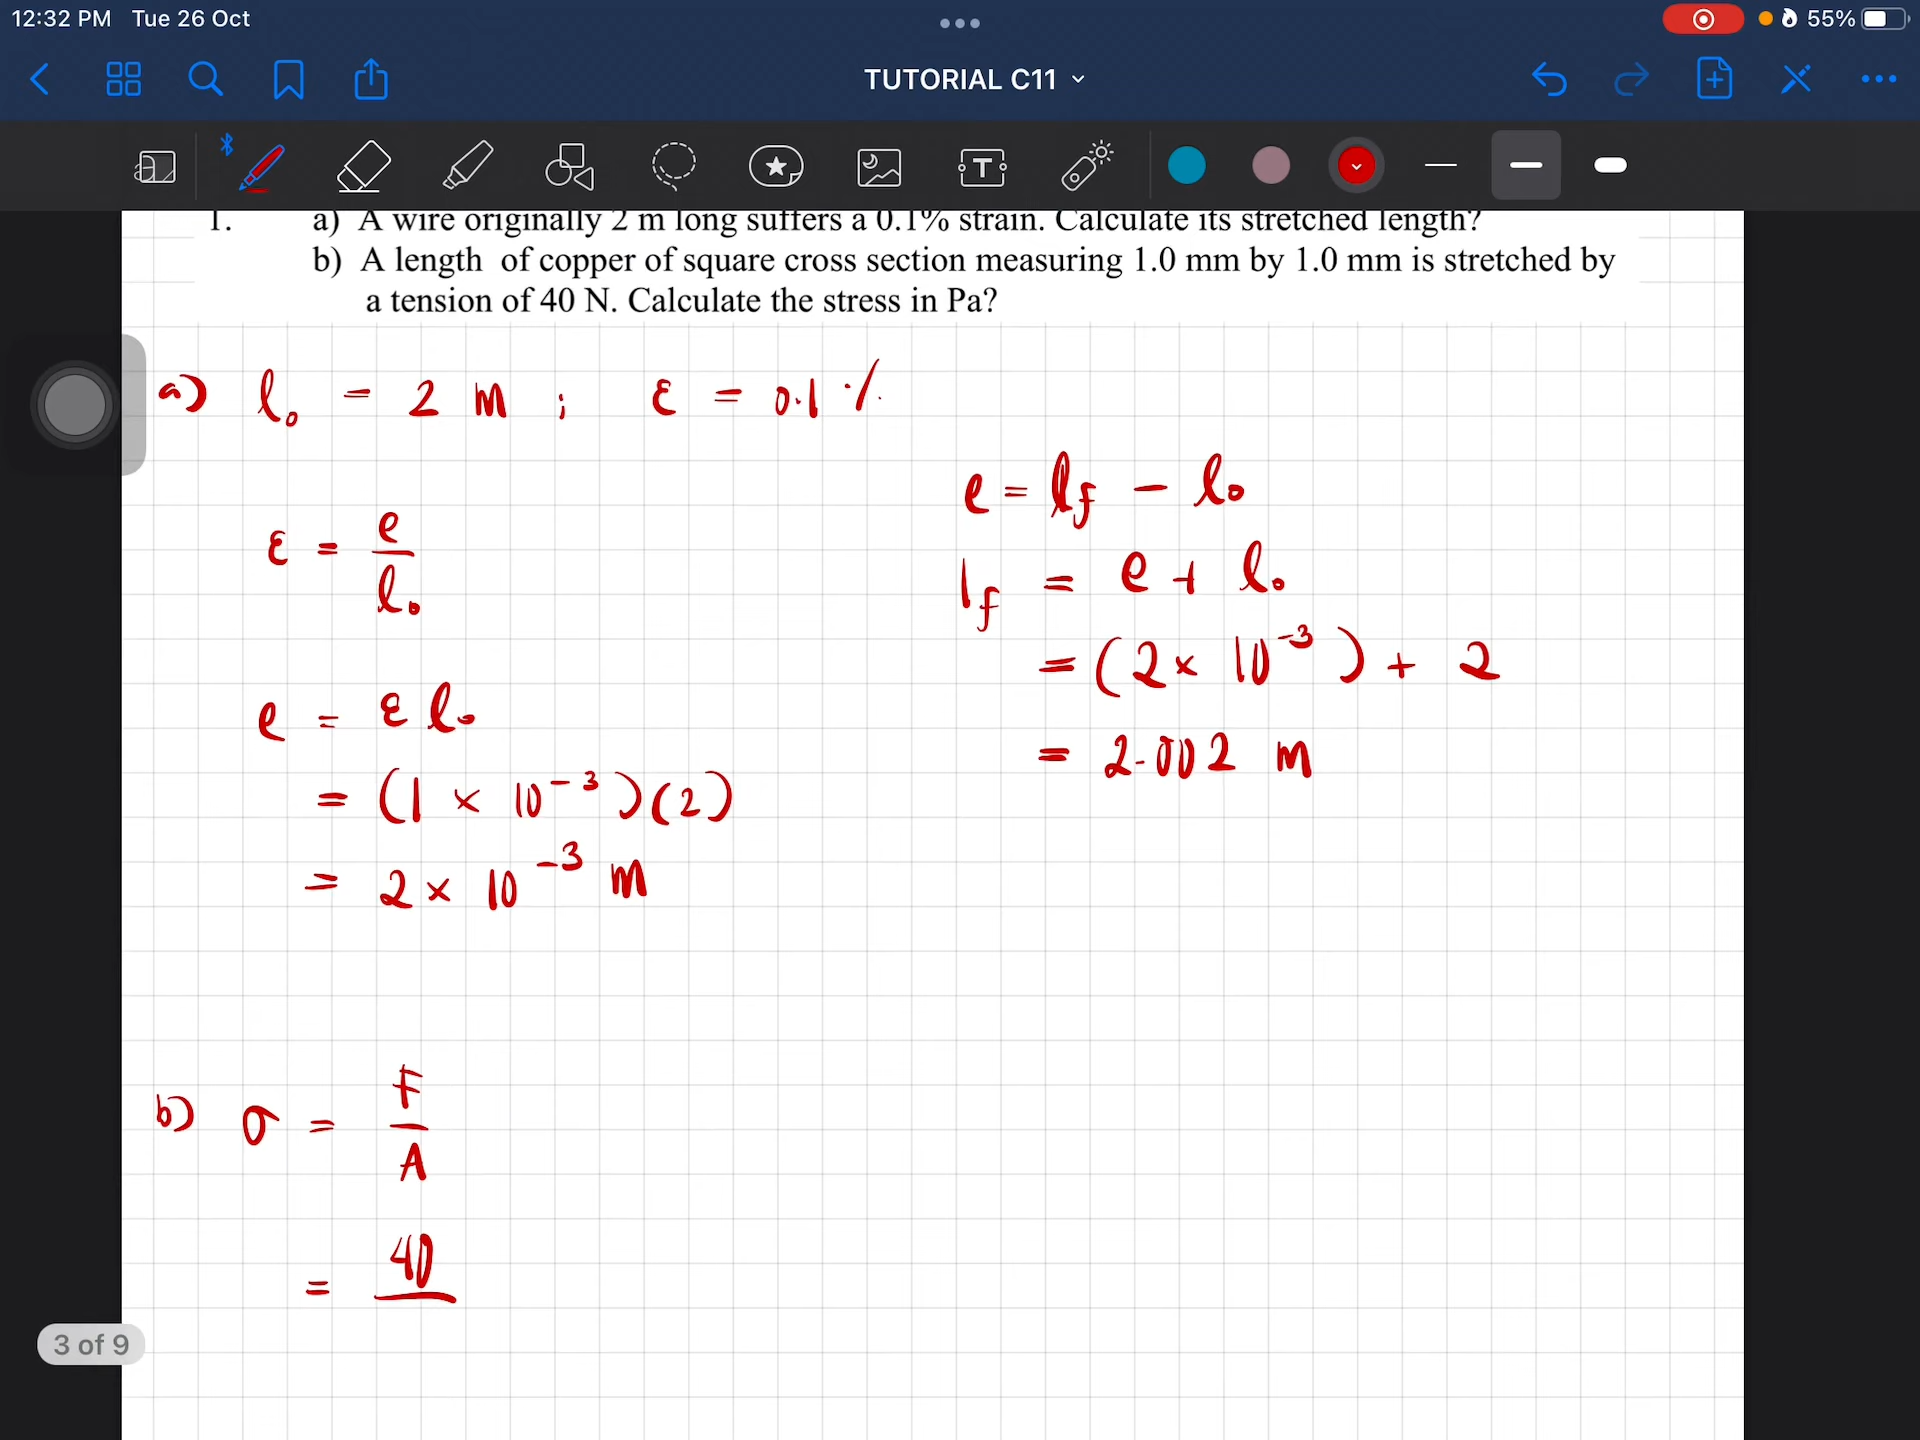 12:32 PM Tue 26 Oct
55%
TUTORIAL C11
T
1. a) A wire originally 2 m long suffers a 0.1% strain. Calculate its stretched length?
b) A length of copper of square cross section measuring 1.0 mm by 1.0 mm is stretched by
a tension of 40 N. Calculate the stress in Pa?
a) l₀ = 2 m ; ε = 0.1 %
ε = e / l₀
e = ε l₀
= (1 × 10⁻³)(2)
= 2 × 10⁻³ m
e = lf − l₀
lf = e + l₀
= (2 × 10⁻³) + 2
= 2.002 m
b) σ = F / A
= 40
3 of 9